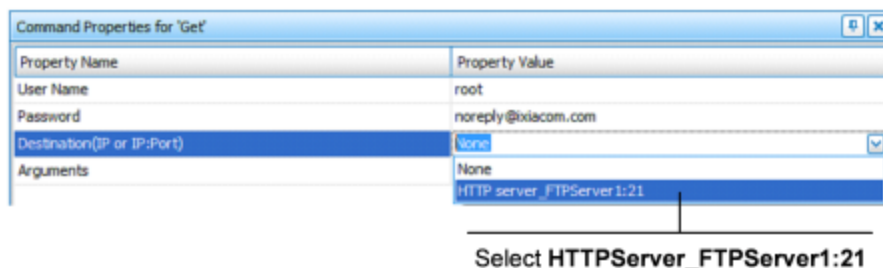 Command Properties for 'Get'
Property Name Property Value
User Name root
Password noreply@ixiacom.com
Destination(IP or IP:Port) None
Arguments None
HTTP server_FTPServer1:21
Select HTTPServer_FTPServer1:21